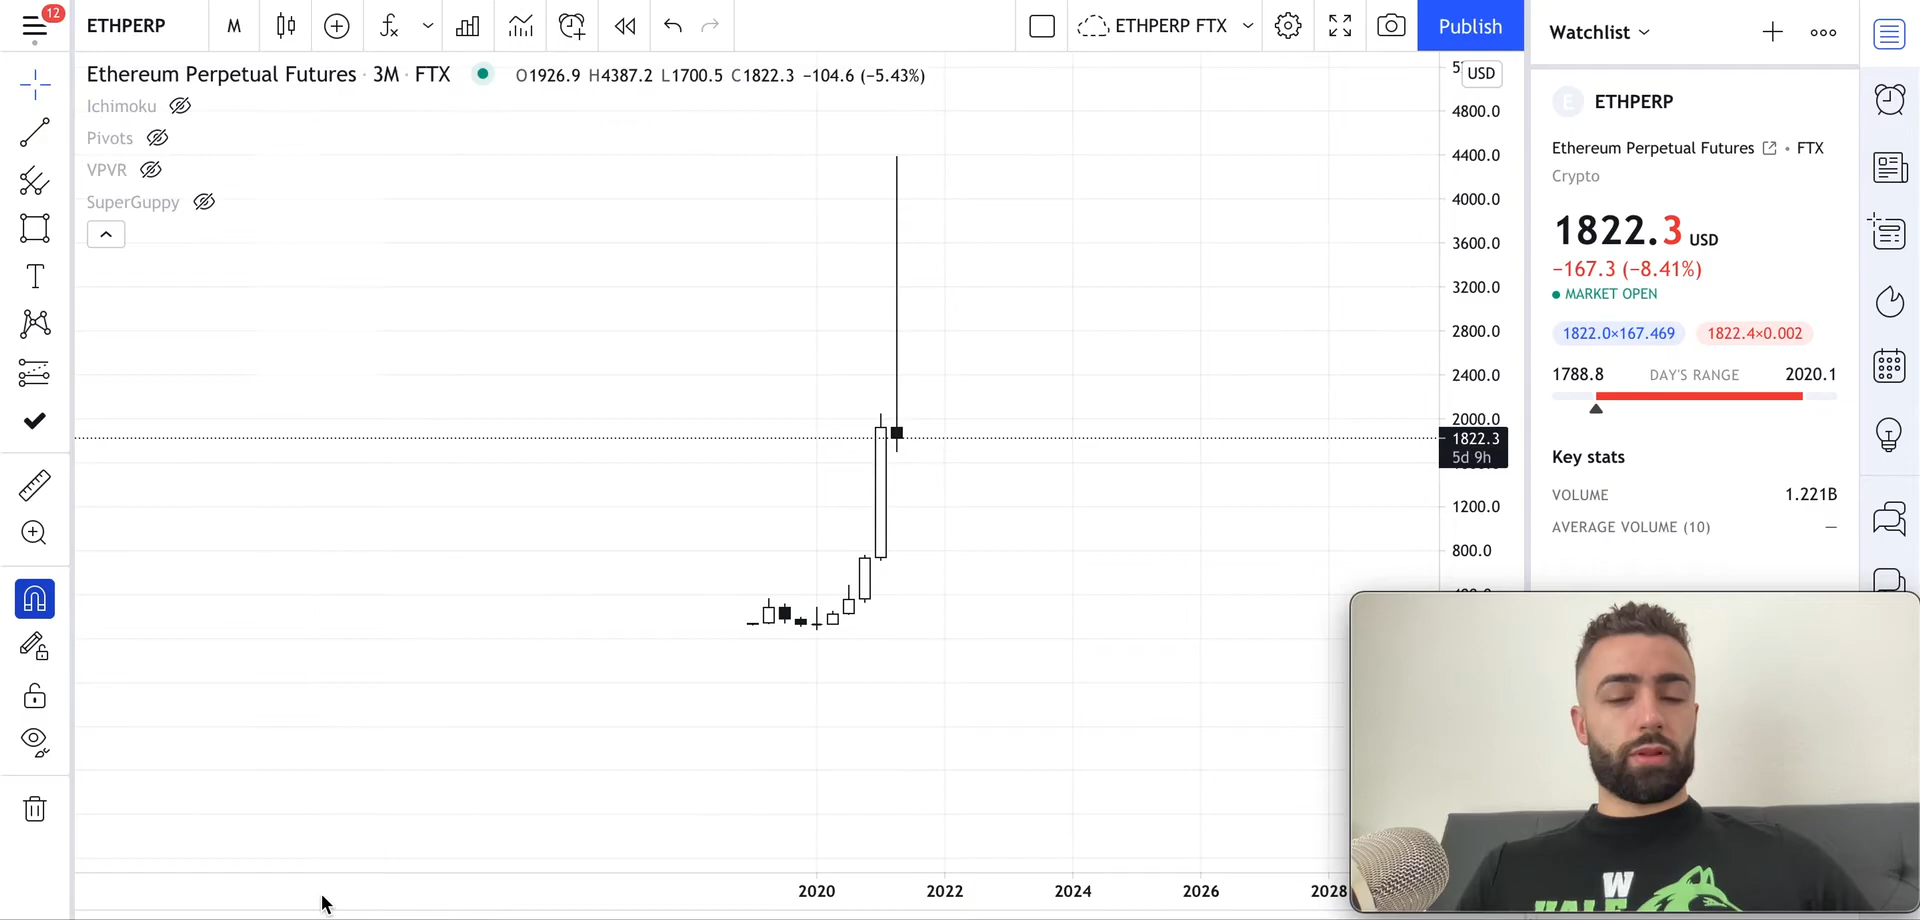 12
ETHPERP
M
ETHPERP FTX
Publish
Ethereum Perpetual Futures · 3M · FTX
O1926.9 H4387.2 L1700.5 C1822.3 −104.6 (−5.43%)
Ichimoku
Pivots
VPVR
SuperGuppy
USD
4800.0
4400.0
4000.0
3600.0
3200.0
2800.0
2400.0
2000.0
1822.3
5d 9h
1200.0
800.0
2020
2022
2024
2026
2028
Watchlist
E
ETHPERP
Ethereum Perpetual Futures • FTX
Crypto
1822.3 USD
−167.3 (−8.41%)
MARKET OPEN
1822.0×167.469
1822.4×0.002
1788.8 DAY'S RANGE 2020.1
Key stats
VOLUME 1.221B
AVERAGE VOLUME (10) —
W